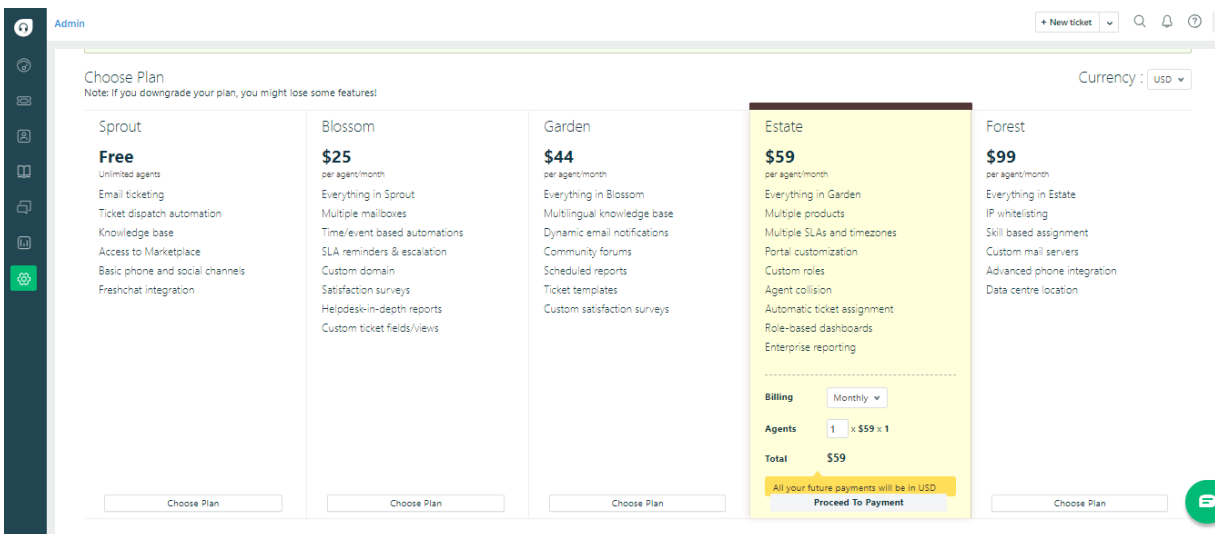 Admin
+ New ticket
Choose Plan
Note: If you downgrade your plan, you might lose some features!
Currency : USD
Sprout
Free
Unlimited agents
Email ticketing
Ticket dispatch automation
Knowledge base
Access to Marketplace
Basic phone and social channels
Freshchat integration
Choose Plan
Blossom
$25
per agent/month
Everything in Sprout
Multiple mailboxes
Time/event based automations
SLA reminders & escalation
Custom domain
Satisfaction surveys
Helpdesk-in-depth reports
Custom ticket fields/views
Choose Plan
Garden
$44
per agent/month
Everything in Blossom
Multilingual knowledge base
Dynamic email notifications
Community forums
Scheduled reports
Ticket templates
Custom satisfaction surveys
Choose Plan
Estate
$59
per agent/month
Everything in Garden
Multiple products
Multiple SLAs and timezones
Portal customization
Custom roles
Agent collision
Automatic ticket assignment
Role-based dashboards
Enterprise reporting
Billing Monthly
Agents 1 x $59 x 1
Total $59
All your future payments will be in USD
Proceed To Payment
Forest
$99
per agent/month
Everything in Estate
IP whitelisting
Skill based assignment
Custom mail servers
Advanced phone integration
Data centre location
Choose Plan